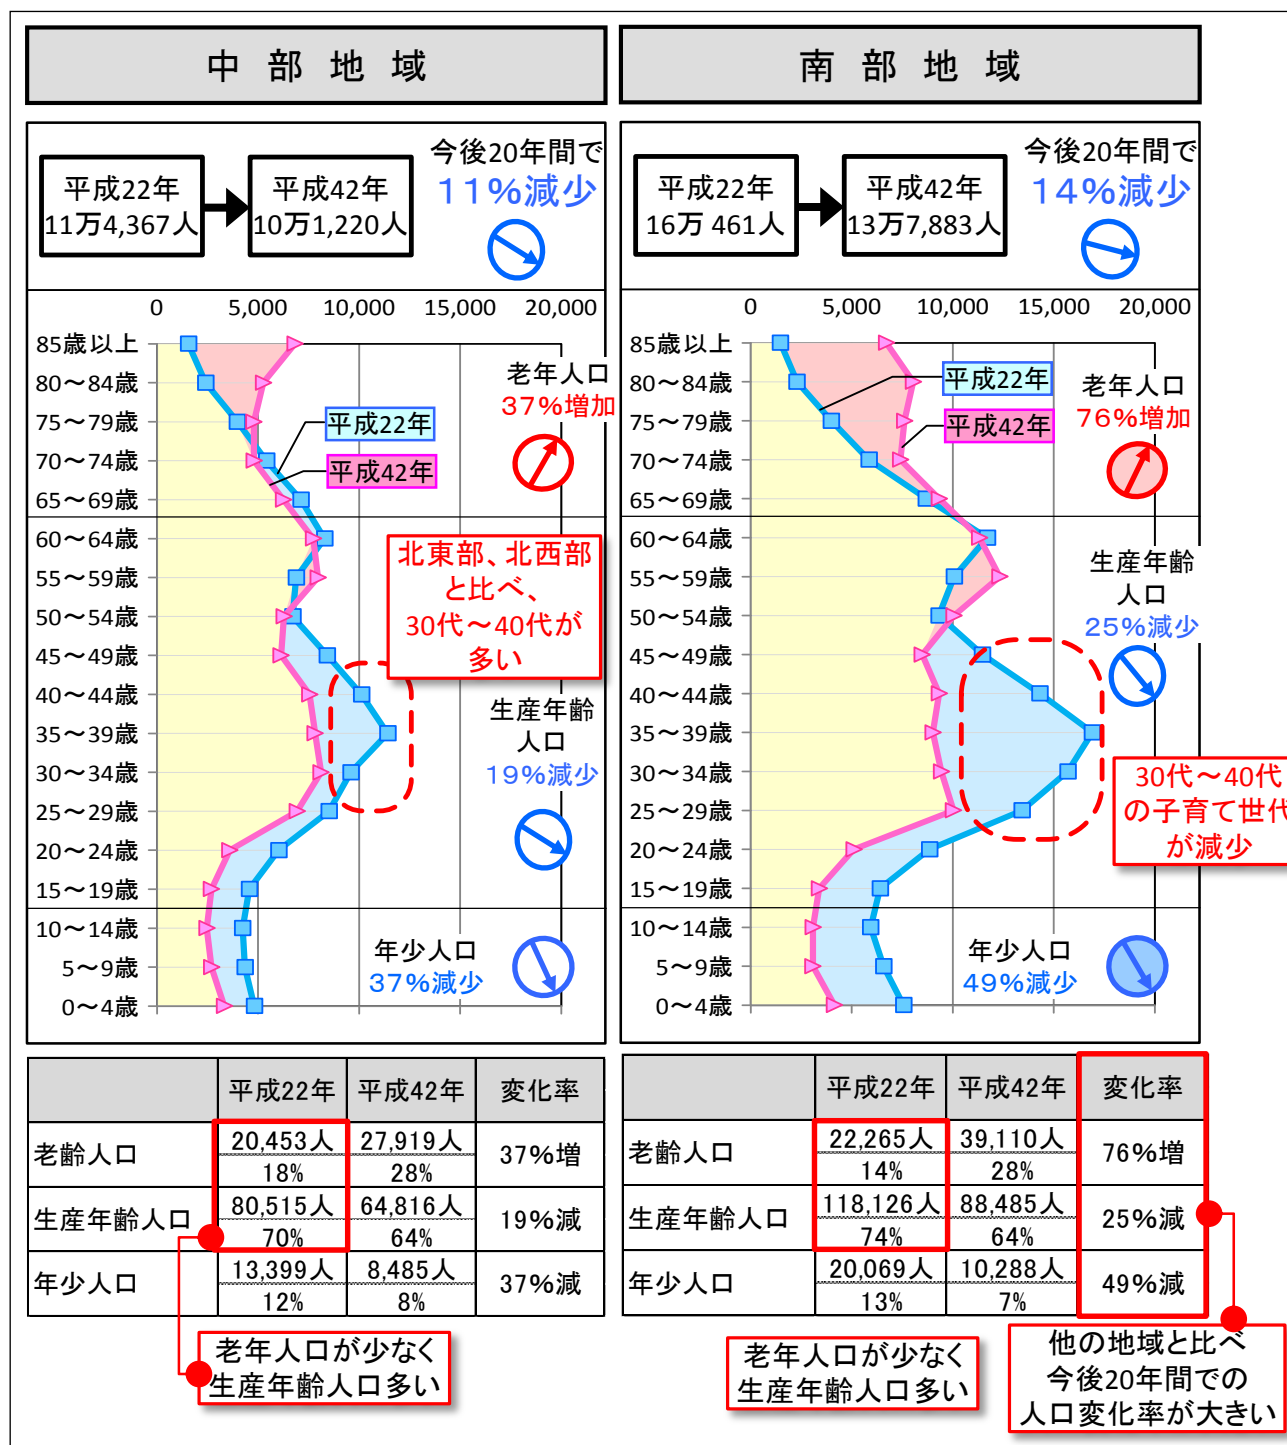 中部地域
平成22年
11万4,367人
平成42年
10万1,220人
今後20年間で
11%減少
0 5,000 10,000 15,000 20,000
85歳以上
80～84歳
75～79歳
70～74歳
65～69歳
60～64歳
55～59歳
50～54歳
45～49歳
40～44歳
35～39歳
30～34歳
25～29歳
20～24歳
15～19歳
10～14歳
5～9歳
0～4歳
老年人口
37%増加
平成22年
平成42年
北東部、北西部
と比べ、
30代～40代が
多い
生産年齢
人口
19%減少
年少人口
37%減少
平成22年 平成42年 変化率
老齢人口 20,453人 27,919人 37%増
18% 28%
生産年齢人口 80,515人 64,816人 19%減
70% 64%
年少人口 13,399人 8,485人 37%減
12% 8%
老年人口が少なく
生産年齢人口多い
南部地域
平成22年
16万 461人
平成42年
13万7,883人
今後20年間で
14%減少
0 5,000 10,000 15,000 20,000
85歳以上
80～84歳
75～79歳
70～74歳
65～69歳
60～64歳
55～59歳
50～54歳
45～49歳
40～44歳
35～39歳
30～34歳
25～29歳
20～24歳
15～19歳
10～14歳
5～9歳
0～4歳
平成22年
平成42年
老年人口
76%増加
生産年齢
人口
25%減少
30代～40代
の子育て世代
が減少
年少人口
49%減少
平成22年 平成42年 変化率
老齢人口 22,265人 39,110人 76%増
14% 28%
生産年齢人口 118,126人 88,485人 25%減
74% 64%
年少人口 20,069人 10,288人 49%減
13% 7%
老年人口が少なく
生産年齢人口多い
他の地域と比べ
今後20年間での
人口変化率が大きい